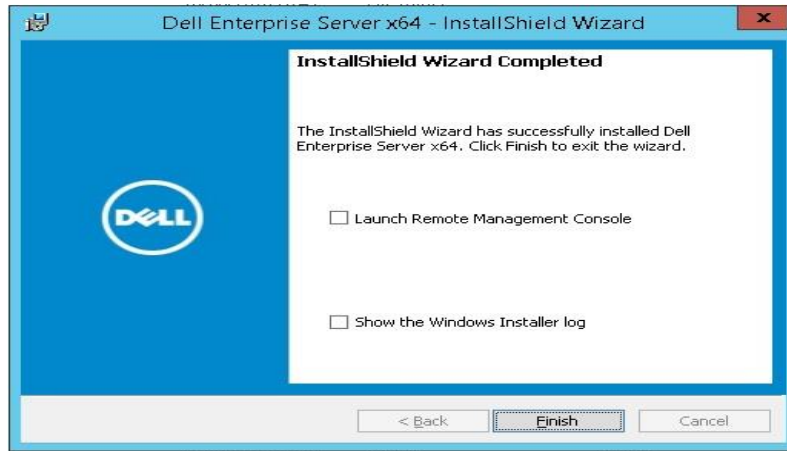 Dell Enterprise Server x64 - InstallShield Wizard
x
InstallShield Wizard Completed
The InstallShield Wizard has successfully installed Dell
Enterprise Server x64. Click Finish to exit the wizard.
DELL
Launch Remote Management Console
Show the Windows Installer log
< Back
Finish
Cancel